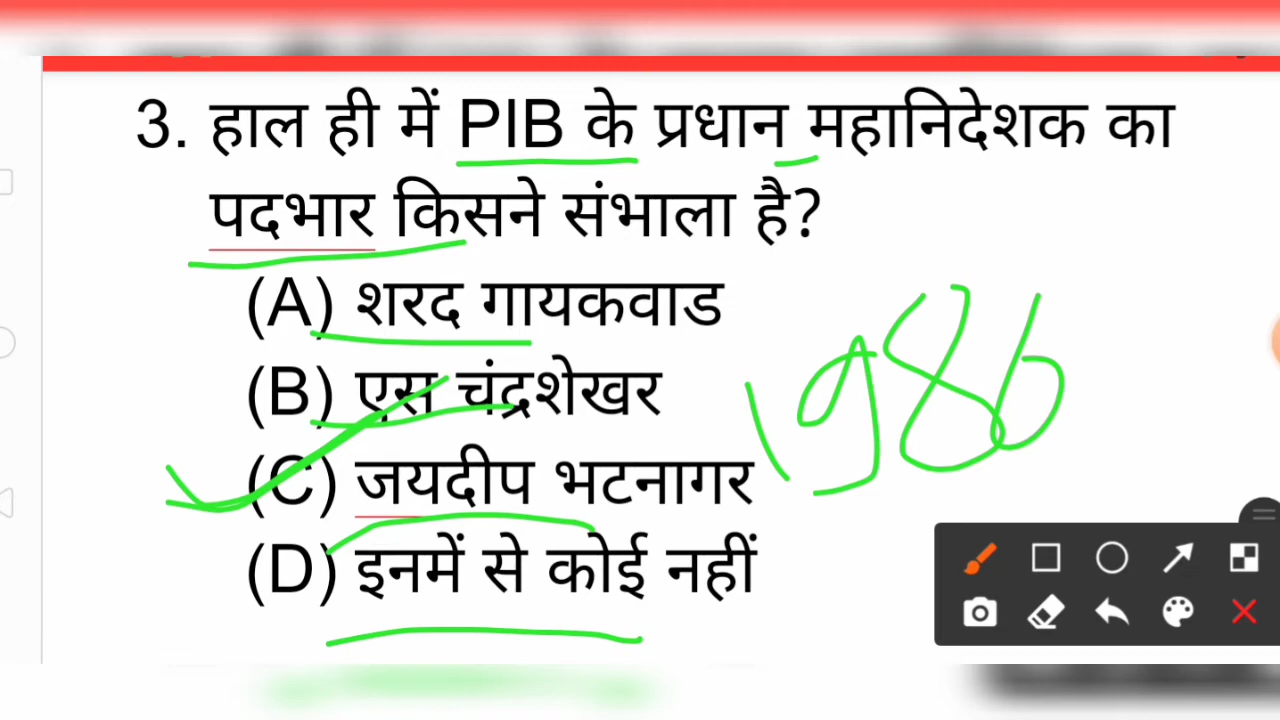 3. हाल ही में PIB के प्रधान महानिदेशक का
पदभार किसने संभाला है?
(A) शरद गायकवाड
(B) एस चंद्रशेखर
(C) जयदीप भटनागर
(D) इनमें से कोई नहीं
1986